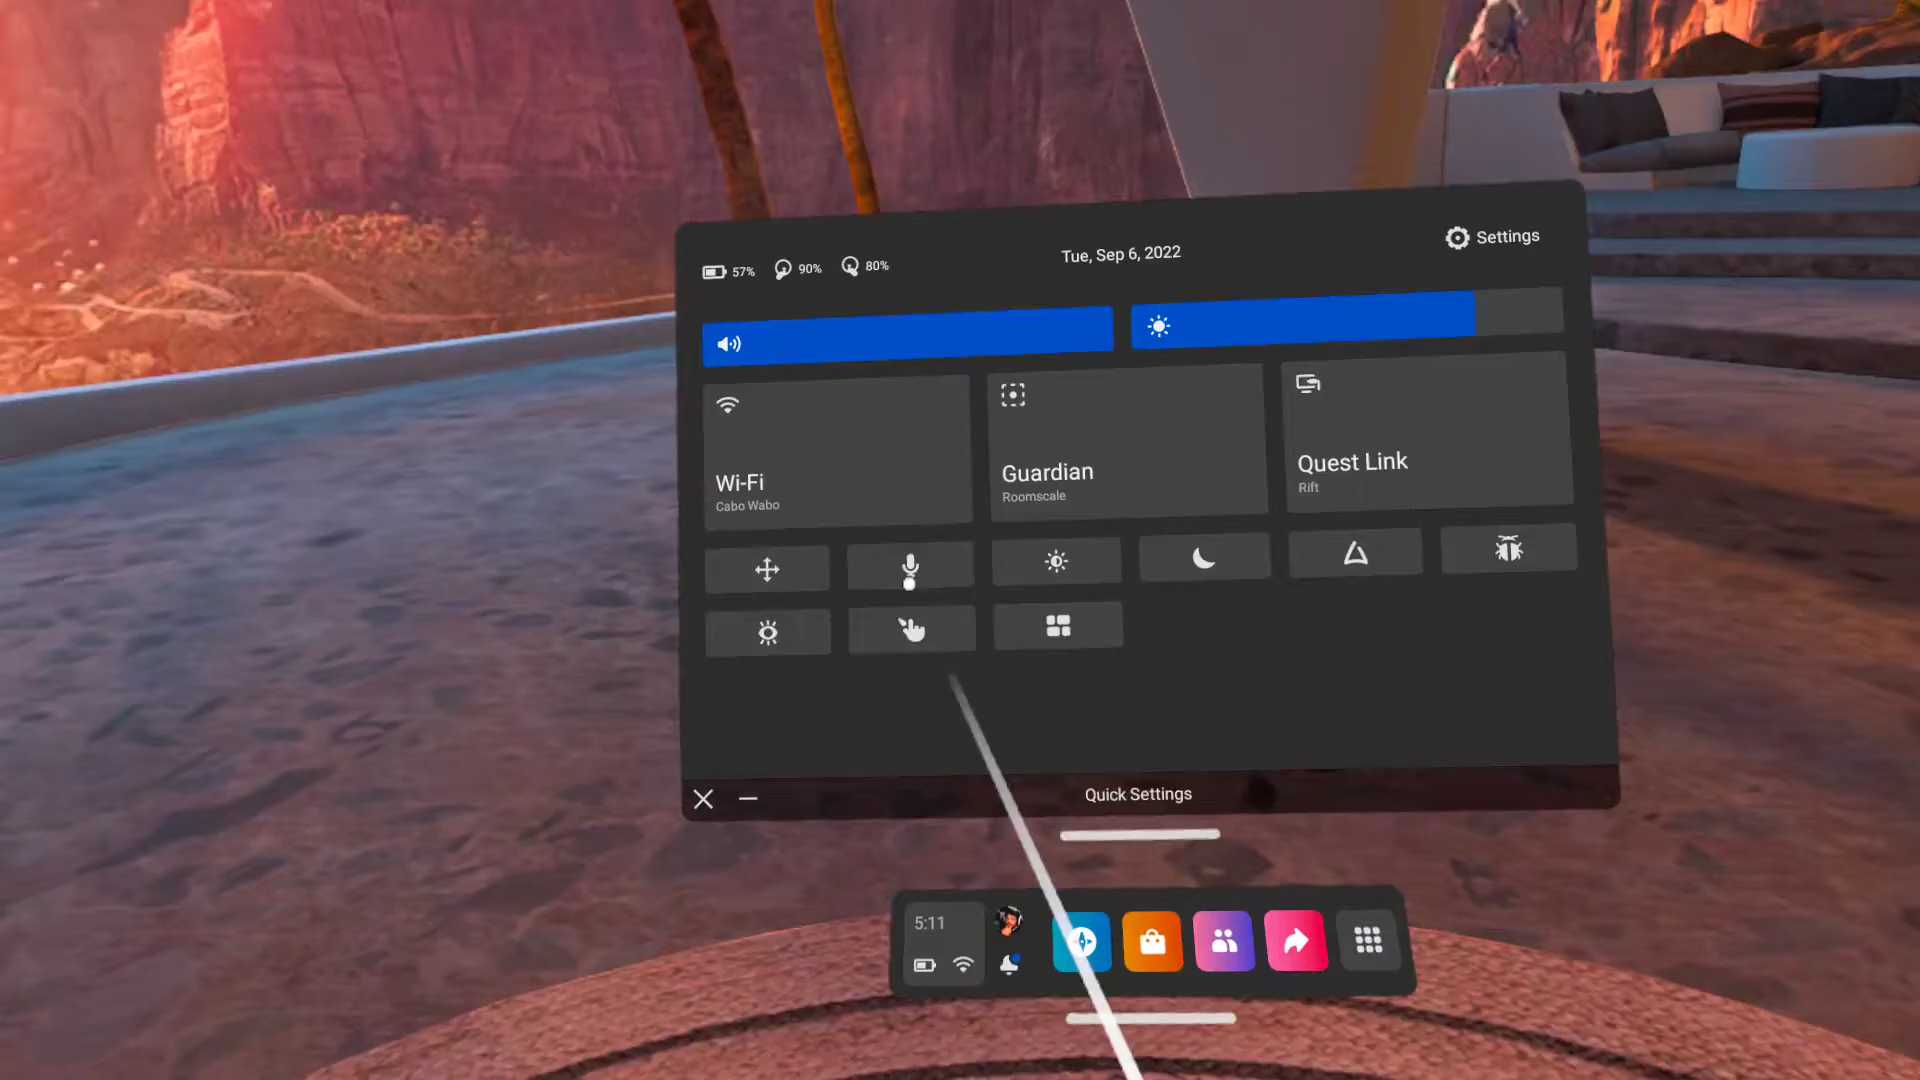 57%
90%
80%
Tue, Sep 6, 2022
Settings
Wi-Fi
Cabo Wabo
Guardian
Roomscale
Quest Link
Rift
Quick Settings
5:11